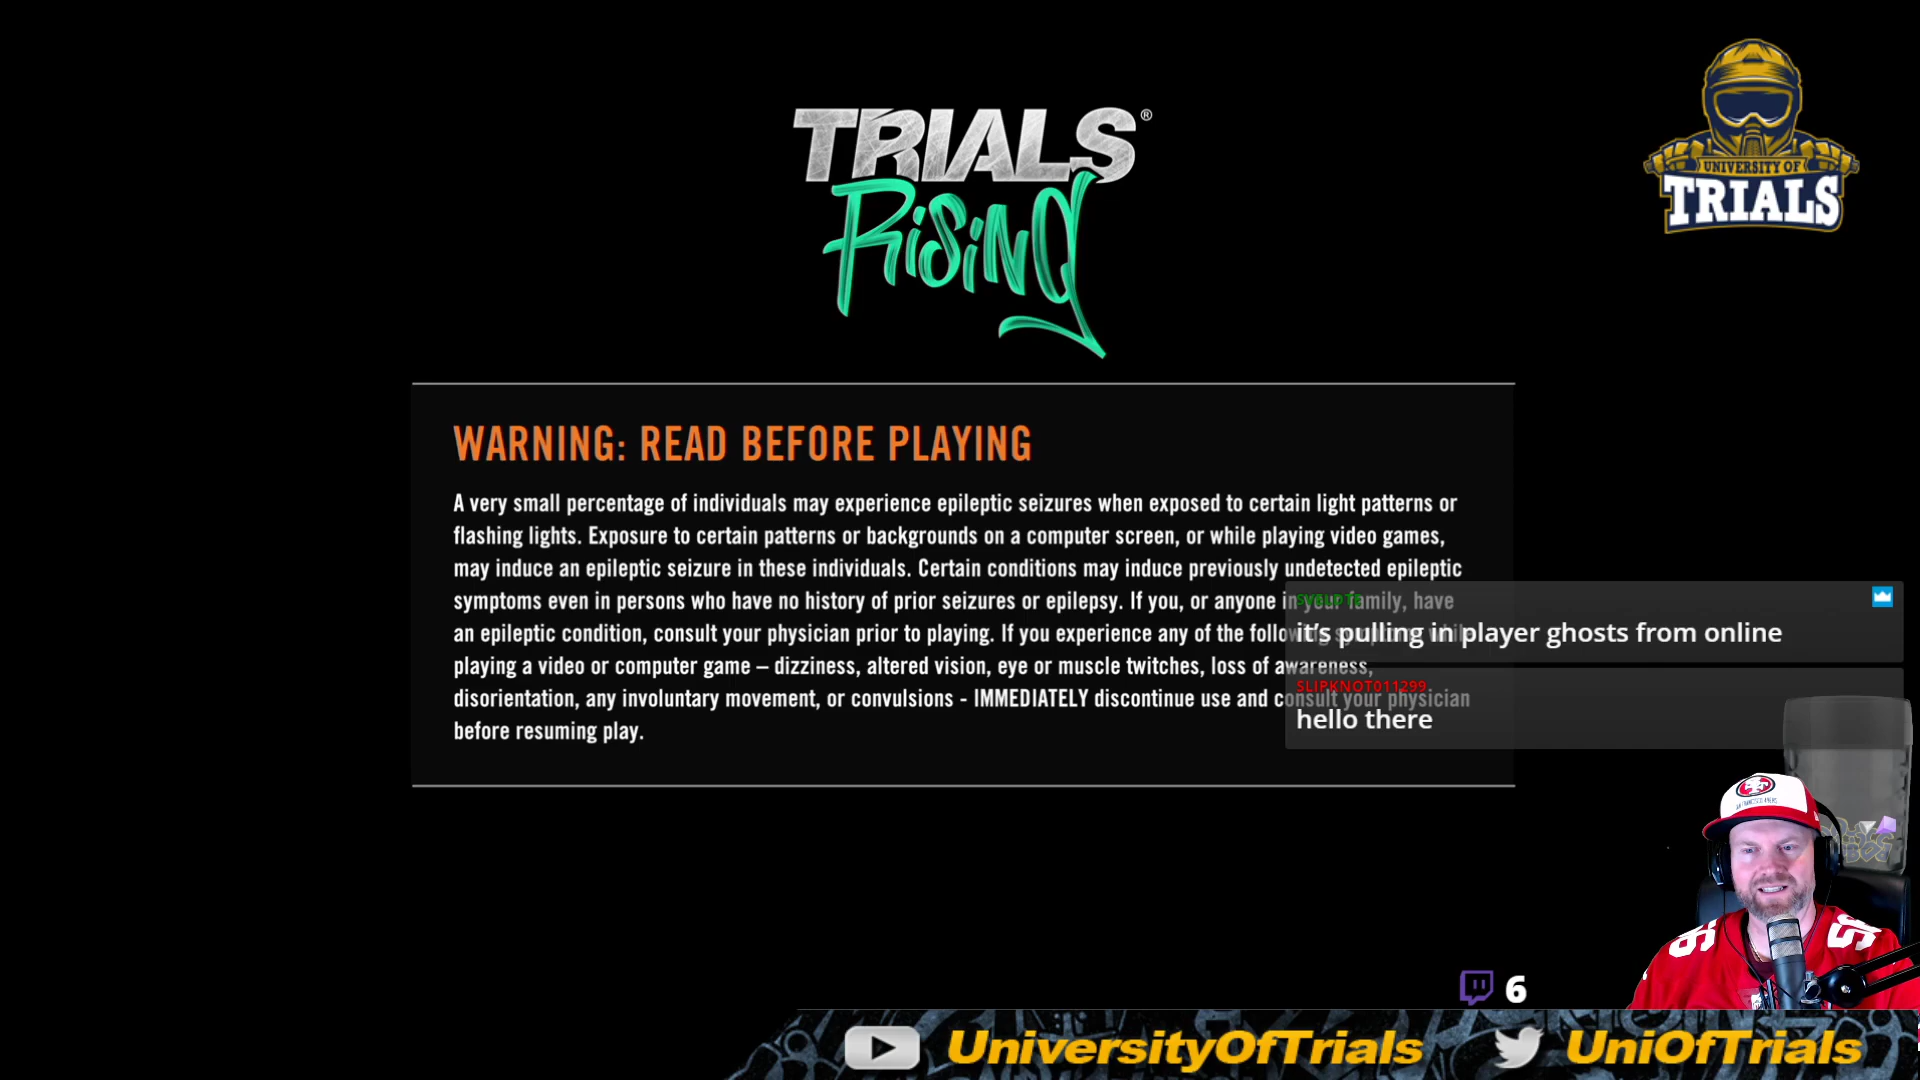 TRIALS®
Rising
UNIVERSITY OF
TRIALS
WARNING: READ BEFORE PLAYING
A very small percentage of individuals may experience epileptic seizures when exposed to certain light patterns or
flashing lights. Exposure to certain patterns or backgrounds on a computer screen, or while playing video games,
may induce an epileptic seizure in these individuals. Certain conditions may induce previously undetected epileptic
symptoms even in persons who have no history of prior seizures or epilepsy. If you, or anyone in your family, have
an epileptic condition, consult your physician prior to playing. If you experience any of the following symptoms while
playing a video or computer game – dizziness, altered vision, eye or muscle twitches, loss of awareness,
disorientation, any involuntary movement, or convulsions - IMMEDIATELY discontinue use and consult your physician
before resuming play.
it's pulling in player ghosts from online
SLIPKNOT011299
hello there
6
UniversityOfTrials
UniOfTrials